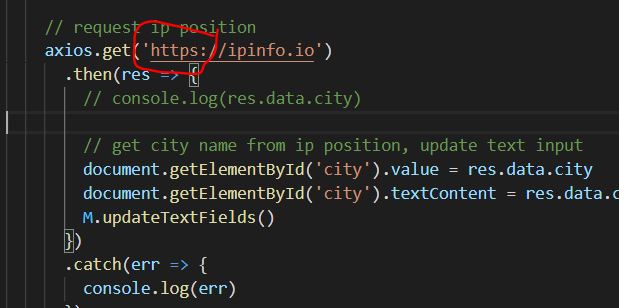 // request ip position
axios.get('https://ipinfo.io')
.then(res => {
// console.log(res.data.city)
// get city name from ip position, update text input
document.getElementById('city').value = res.data.city
document.getElementById('city').textContent = res.data.c
M.updateTextFields()
})
.catch(err => {
console.log(err)
})